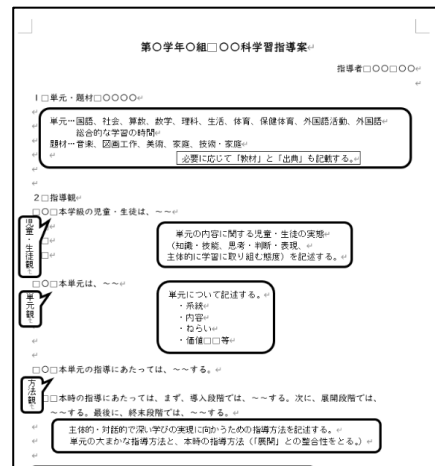 第〇学年〇組□〇〇科学習指導案↵
指導者□〇〇□〇〇↵
1□単元・題材□〇〇〇〇↵
単元…国語、社会、算数、数学、理科、生活、体育、保健体育、外国語活動、外国語
総合的な学習の時間
題材…音楽、図画工作、美術、家庭、技術・家庭↵
必要に応じて「教材」と「出典」も記載する。↵
2□指導観↵
□〇□本学級の児童・生徒は、~~↵
児童・生徒観
単元の内容に関する児童・生徒の実態
(知識・技能、思考・判断・表現、
主体的に学習に取り組む態度)を記述する。↵
□〇□本単元は、~~↵
単元観
単元について記述する。↵
・系統↵
・内容↵
・ねらい↵
・価値□□等↵
□〇□本単元の指導にあたっては、~~する。↵
方法観
□本時の指導にあたっては、まず、導入段階では、~~する。次に、展開段階では、
~~する。最後に、終末段階では、~~する。↵
主体的・対話的で深い学びの実現に向かうための指導方法を記述する。↵
単元の大まかな指導方法と、本時の指導方法(「展開」との整合性をとる。)↵